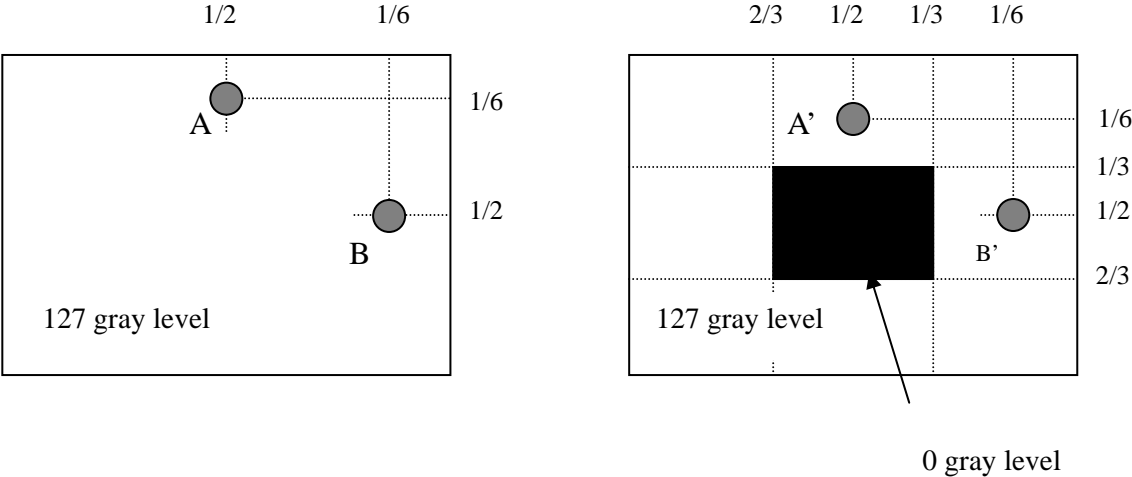 1/2 1/6
2/3 1/2 1/3 1/6
1/6
A
1/2
B
127 gray level
A’
1/6
1/3
1/2
B’
2/3
127 gray level
0 gray level